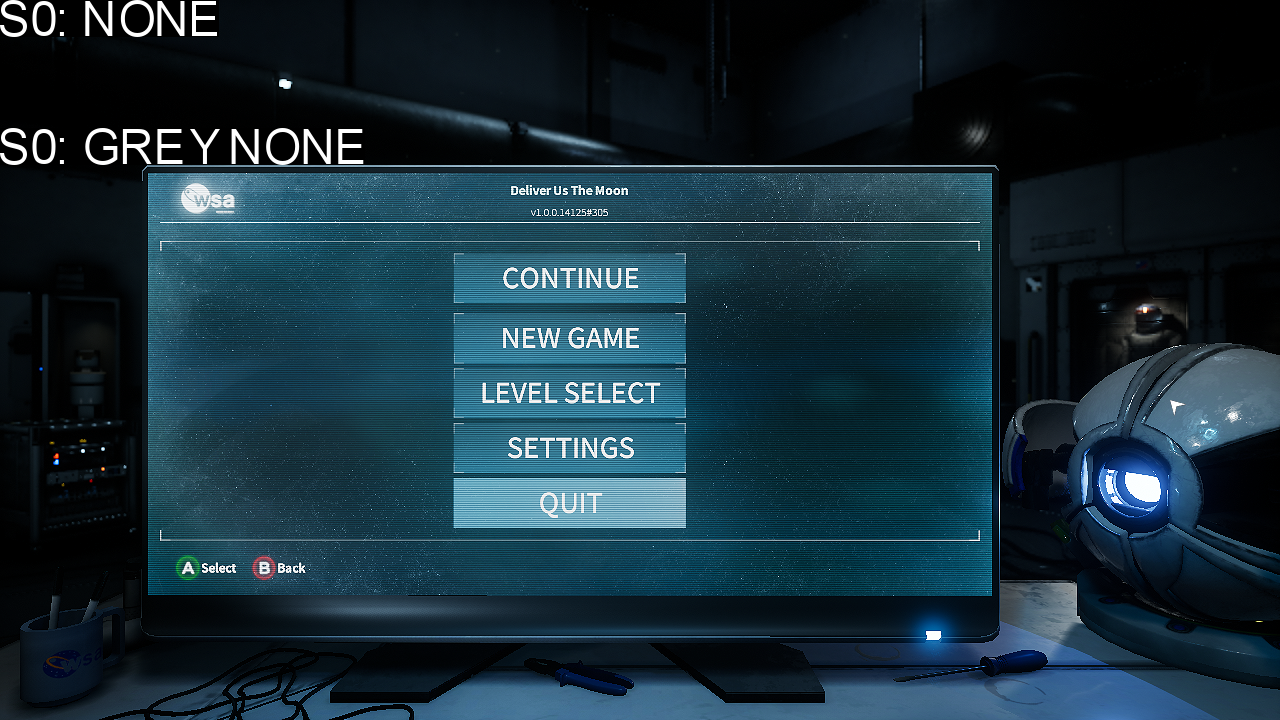 S0: NONE
S0: GREY NONE
wsa
Deliver Us The Moon
v1.0.0.14125#305
CONTINUE
NEW GAME
LEVEL SELECT
SETTINGS
QUIT
A Select B Back
wsa